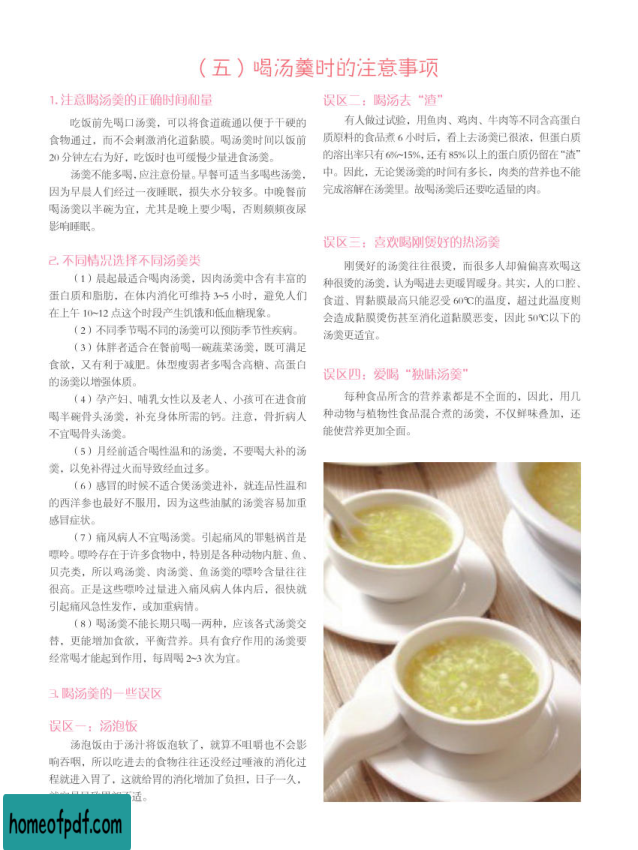 （五）喝汤羹时的注意事项
1. 注意喝汤羹的正确时间和量
吃饭前先喝口汤羹，可以将食道疏通以便于干硬的
食物通过，而不会刺激消化道黏膜。喝汤羹时间以饭前
20 分钟左右为好，吃饭时也可缓慢少量进食汤羹。
汤羹不能多喝，应注意份量。早餐可适当多喝些汤羹，
因为早晨人们经过一夜睡眠，损失水分较多。中晚餐前
喝汤羹以半碗为宜，尤其是晚上要少喝，否则频频夜尿
影响睡眠。
2. 不同情况选择不同汤羹类
（1）晨起最适合喝肉汤羹，因肉汤羹中含有丰富的
蛋白质和脂肪，在体内消化可维持 3~5 小时，避免人们
在上午 10~12 点这个时段产生饥饿和低血糖现象。
（2）不同季节喝不同的汤羹可以预防季节性疾病。
（3）体胖者适合在餐前喝一碗蔬菜汤羹，既可满足
食欲，又有利于减肥。体型瘦弱者多喝含高糖、高蛋白
的汤羹以增强体质。
（4）孕产妇、哺乳女性以及老人、小孩可在进食前
喝半碗骨头汤羹，补充身体所需的钙。注意，骨折病人
不宜喝骨头汤羹。
（5）月经前适合喝性温和的汤羹，不要喝大补的汤
羹，以免补得过火而导致经血过多。
（6）感冒的时候不适合煲汤羹进补，就连品性温和
的西洋参也最好不服用，因为这些油腻的汤羹容易加重
感冒症状。
（7）痛风病人不宜喝汤羹。引起痛风的罪魁祸首是
嘌呤。嘌呤存在于许多食物中，特别是各种动物内脏、鱼、
贝壳类，所以鸡汤羹、肉汤羹、鱼汤羹的嘌呤含量往往
很高。正是这些嘌呤过量进入痛风病人体内后，很快就
引起痛风急性发作，或加重病情。
（8）喝汤羹不能长期只喝一两种，应该各式汤羹交
替，更能增加食欲，平衡营养。具有食疗作用的汤羹要
经常喝才能起到作用，每周喝 2~3 次为宜。
3. 喝汤羹的一些误区
误区一：汤泡饭
汤泡饭由于汤汁将饭泡软了，就算不咀嚼也不会影
响吞咽，所以吃进去的食物往往还没经过唾液的消化过
程就进入胃了，这就给胃的消化增加了负担，日子一久，
适。
误区二：喝汤去“渣”
有人做过试验，用鱼肉、鸡肉、牛肉等不同含高蛋白
质原料的食品煮 6 小时后，看上去汤羹已很浓，但蛋白质
的溶出率只有 6%~15%，还有 85% 以上的蛋白质仍留在“渣”
中。因此，无论煲汤羹的时间有多长，肉类的营养也不能
完成溶解在汤羹里。故喝汤羹后还要吃适量的肉。
误区三：喜欢喝刚煲好的热汤羹
刚煲好的汤羹往往很烫，而很多人却偏偏喜欢喝这
种很烫的汤羹，认为喝进去更暖胃暖身。其实，人的口腔、
食道、胃黏膜最高只能忍受 60℃的温度，超过此温度则
会造成黏膜烫伤甚至消化道黏膜恶变，因此 50℃以下的
汤羹更适宜。
误区四：爱喝“独味汤羹”
每种食品所含的营养素都是不全面的，因此，用几
种动物与植物性食品混合煮的汤羹，不仅鲜味叠加，还
能使营养更加全面。
homeofpdf.com